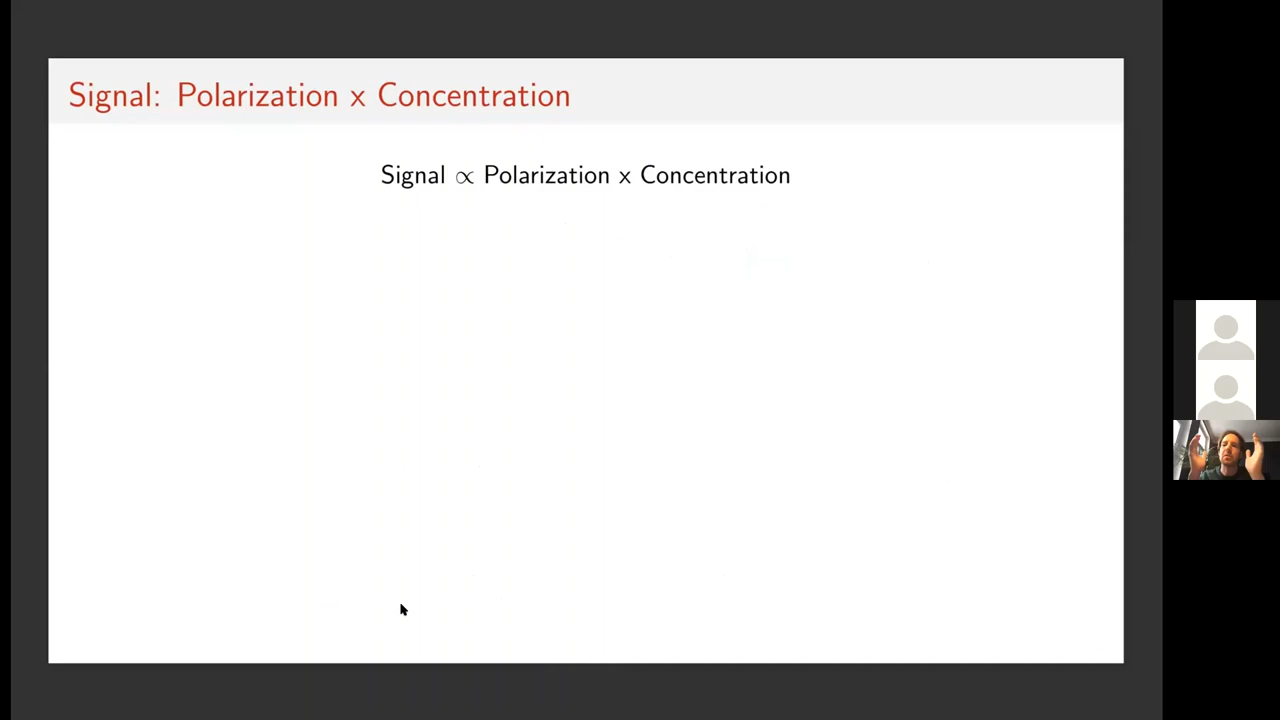 Signal: Polarization x Concentration
Signal ∝ Polarization x Concentration